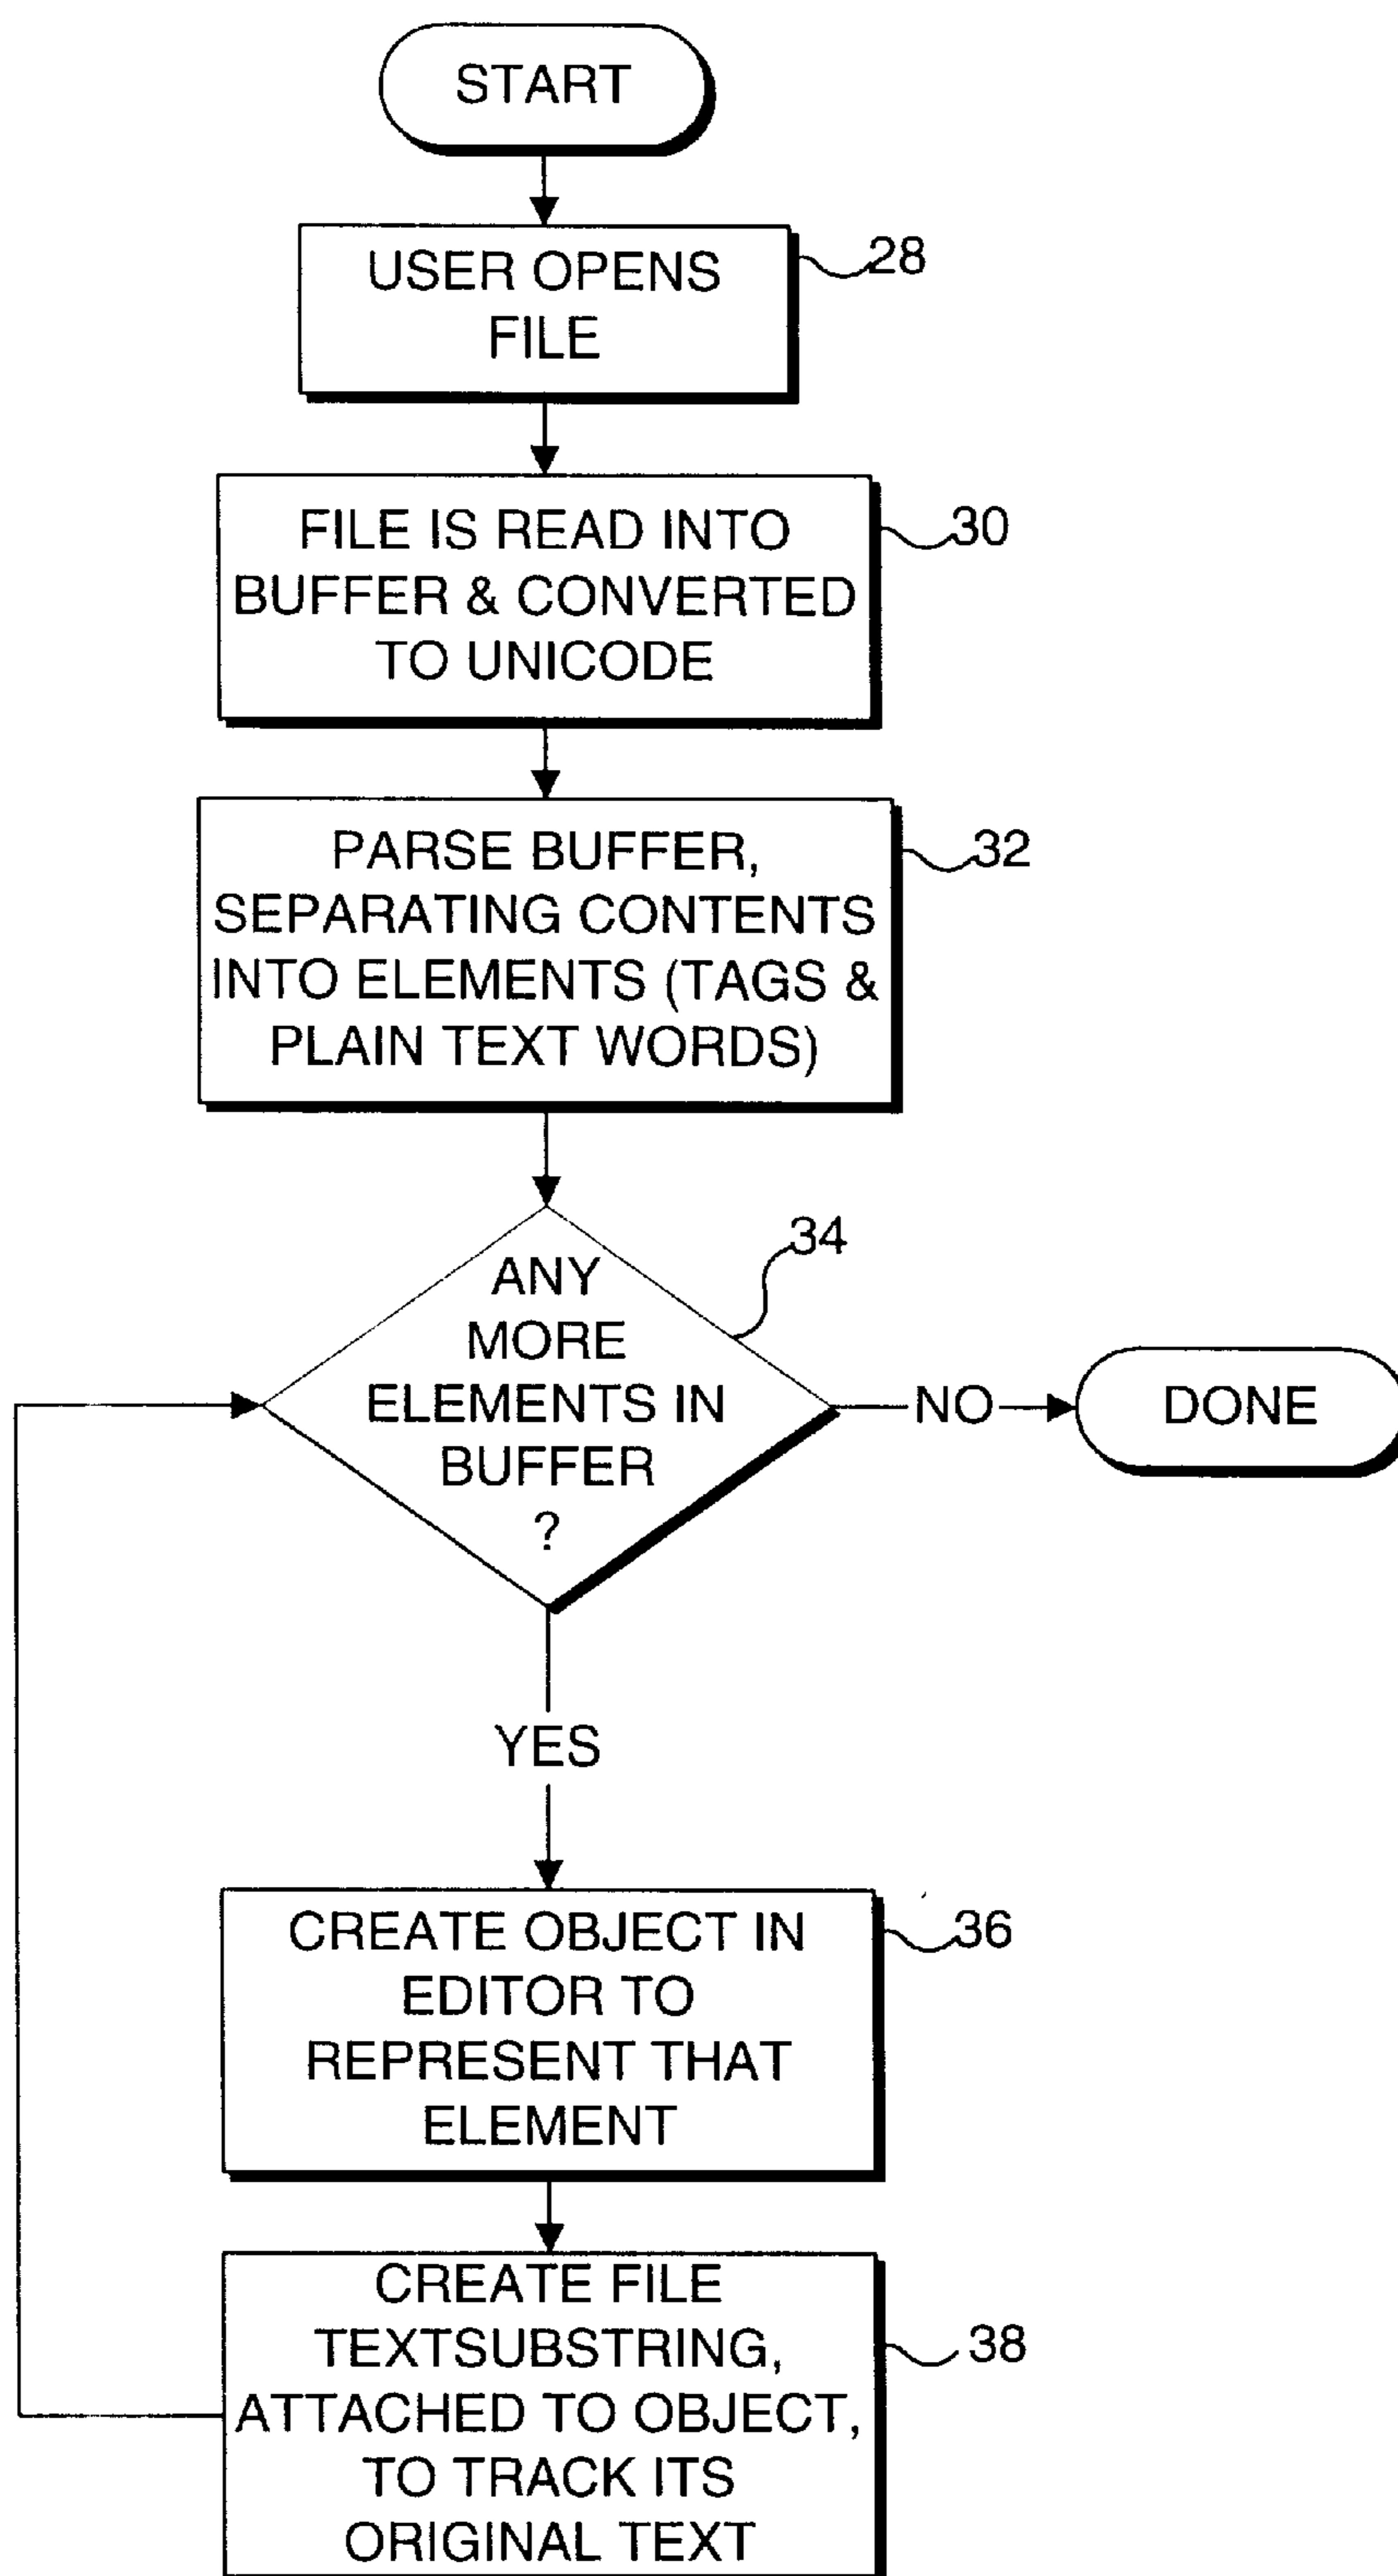 START
USER OPENS
FILE
28
FILE IS READ INTO
BUFFER & CONVERTED
TO UNICODE
30
PARSE BUFFER,
SEPARATING CONTENTS
INTO ELEMENTS (TAGS &
PLAIN TEXT WORDS)
32
ANY
MORE
ELEMENTS IN
BUFFER
?
34
NO
DONE
YES
CREATE OBJECT IN
EDITOR TO
REPRESENT THAT
ELEMENT
36
CREATE FILE
TEXTSUBSTRING,
ATTACHED TO OBJECT,
TO TRACK ITS
ORIGINAL TEXT
38